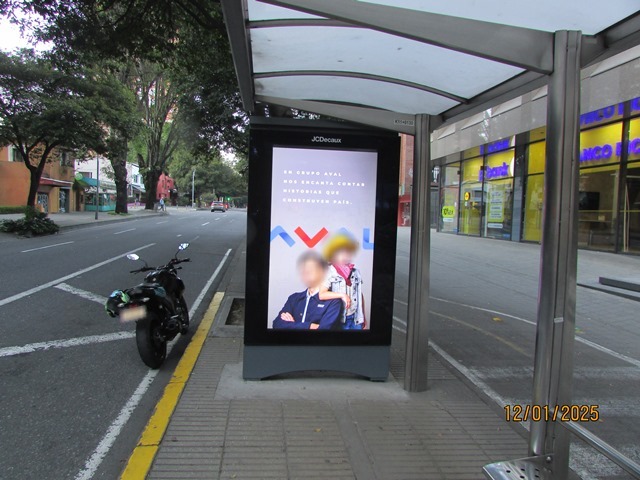 JCDecaux
EN GRUPO AVAL
NOS ENCANTA CONTAR
HISTORIAS QUE
CONSTRUYEN PAÍS.
AVAL
12/01/2025